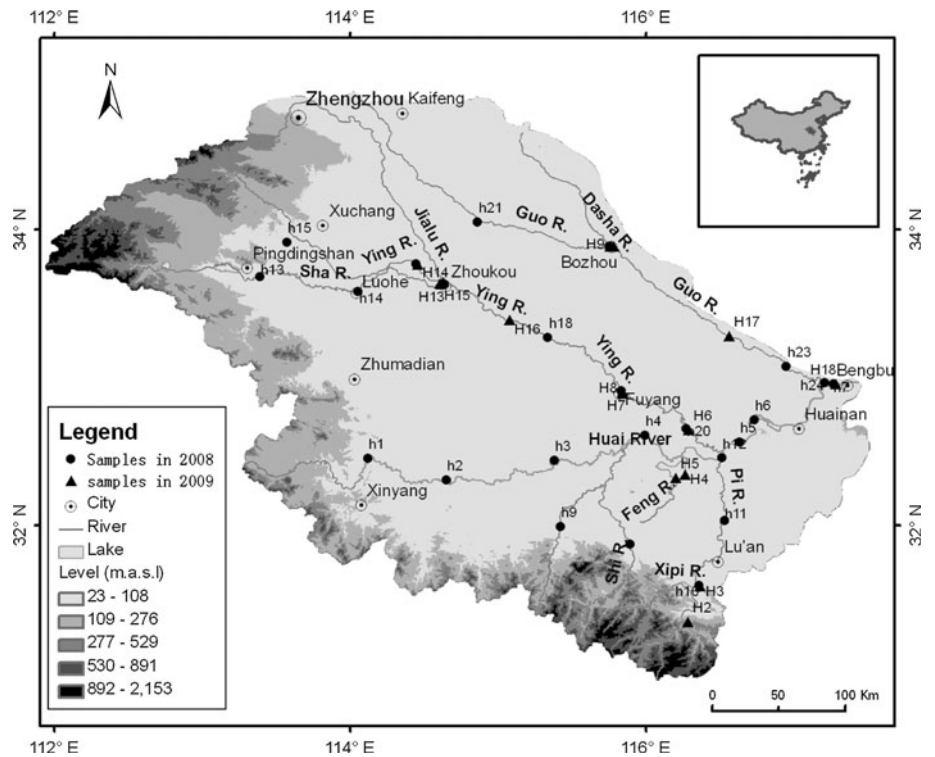 112° E 114° E 116° E
N
Zhengzhou Kaifeng
Xuchang
h21
Guo R.
Dasha R.
34° N
34° N
h15
Jialu R.
H9
Bozhou
Pingdingshan
h13
Sha R.
Ying R.
H14
Zhoukou
Luohe
h14
H13
H15
Ying R.
H16
h18
Guo R.
H17
Zhumadian
Ying R.
h23
H18
Bengbu
h24
H8
H7
Fuyang
h6
Huainan
H6
h4
20
h5
Huai River
h12
h1
h2
h3
H5
H4
Pi R.
Xinyang
Feng R.
32° N
32° N
h9
h11
Shi R.
Lu'an
Xipi R.
h10
H3
H2
Legend
Samples in 2008
samples in 2009
City
River
Lake
Level (m.a.s.l)
23 - 108
109 - 276
277 - 529
530 - 891
892 - 2,153
0 50 100 Km
112° E 114° E 116° E